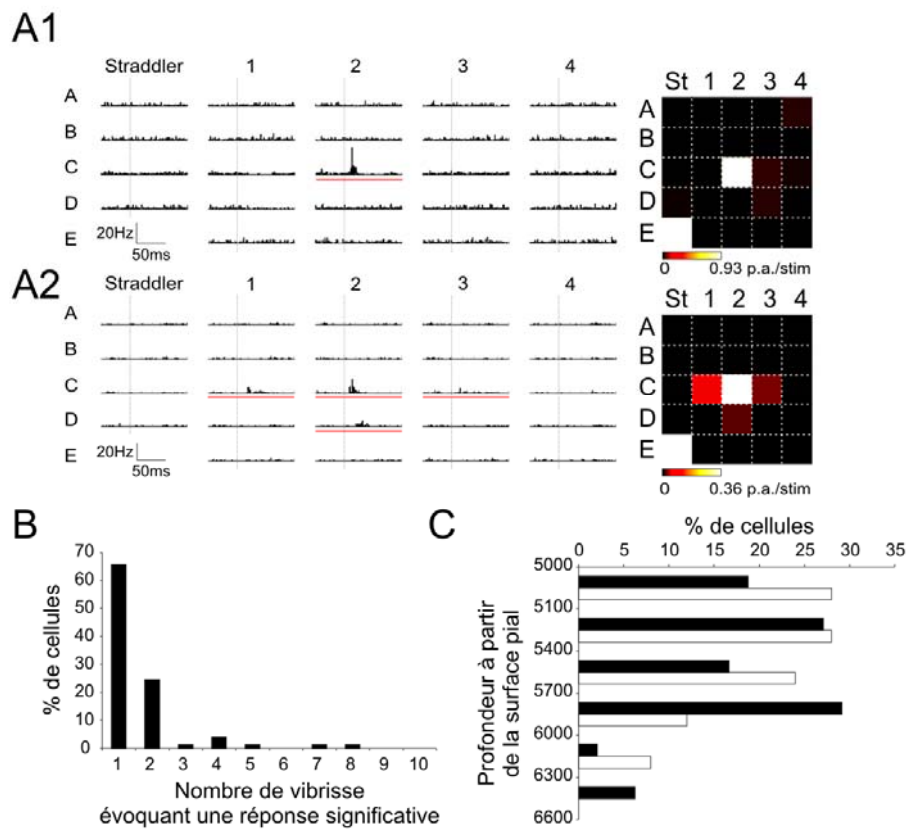 A1
Straddler 1 2 3 4
A
B
C
D
E
20Hz
50ms
St 1 2 3 4
A
B
C
D
E
0 0.93 p.a./stim
A2
Straddler 1 2 3 4
A
B
C
D
E
20Hz
50ms
St 1 2 3 4
A
B
C
D
E
0 0.36 p.a./stim
B
% de cellules
70
60
50
40
30
20
10
0
1 2 3 4 5 6 7 8 9 10
Nombre de vibrisse
évoquant une réponse significative
C
% de cellules
0 5 10 15 20 25 30 35
Profondeur à partir
de la surface pial
5000
5100
5400
5700
6000
6300
6600